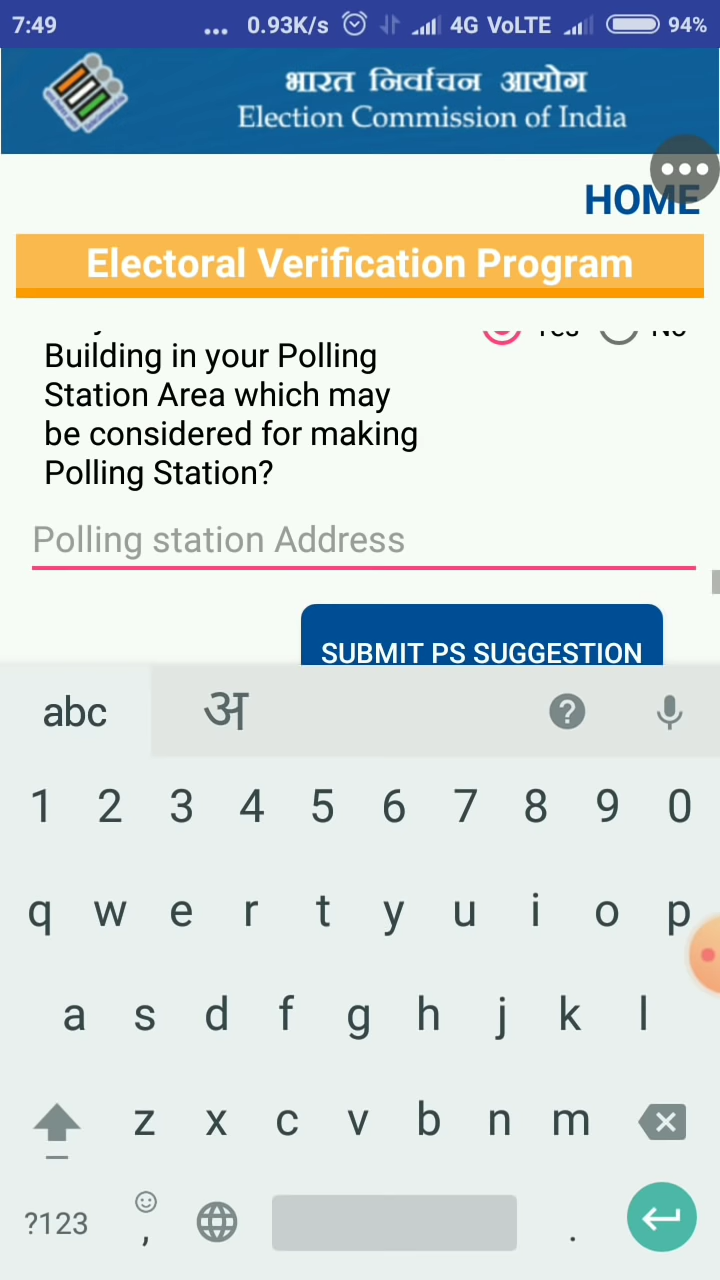 7:49 ... 0.93K/s 4G VoLTE 94%
भारत निर्वाचन आयोग
Election Commission of India
HOME
Electoral Verification Program
Yes No
Building in your Polling
Station Area which may
be considered for making
Polling Station?
Polling station Address
SUBMIT PS SUGGESTION
abc अ ?
1 2 3 4 5 6 7 8 9 0
q w e r t y u i o p
a s d f g h j k l
z x c v b n m
?123 , .